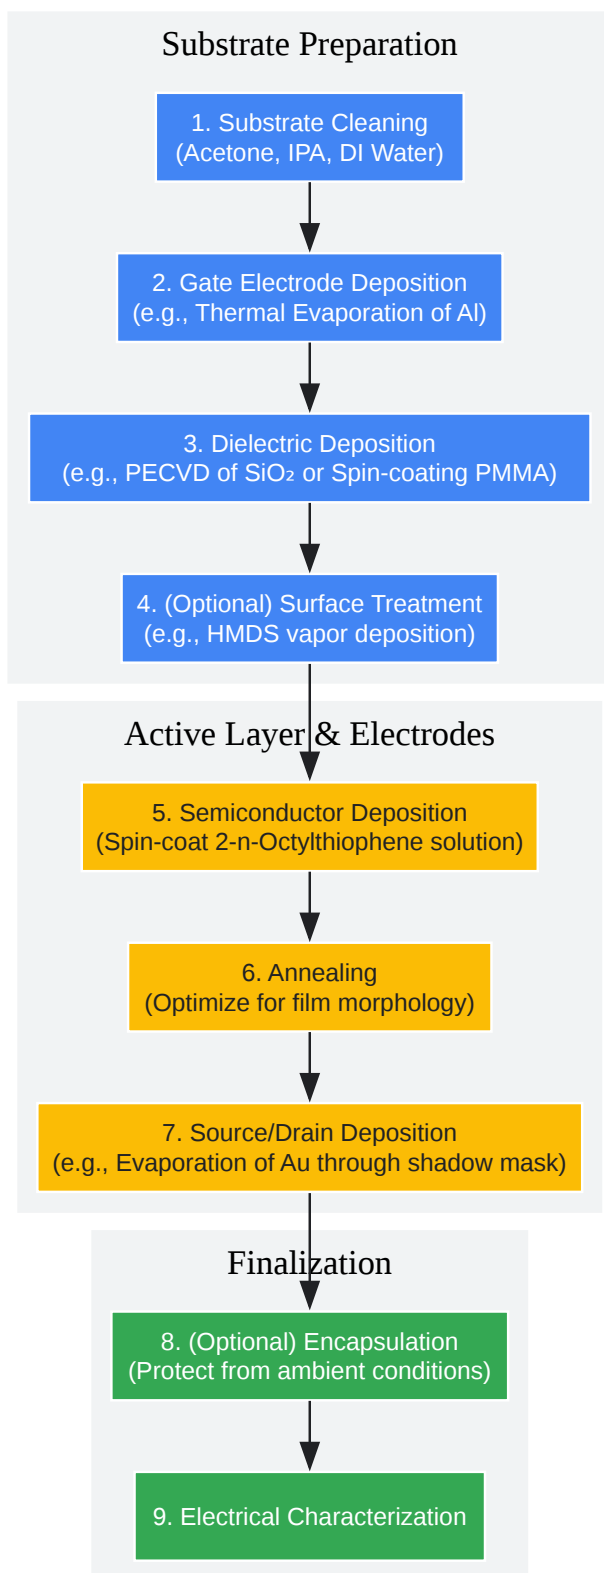 Substrate Preparation
1. Substrate Cleaning
(Acetone, IPA, DI Water)
2. Gate Electrode Deposition
(e.g., Thermal Evaporation of Al)
3. Dielectric Deposition
(e.g., PECVD of SiO₂ or Spin-coating PMMA)
4. (Optional) Surface Treatment
(e.g., HMDS vapor deposition)
Active Layer & Electrodes
5. Semiconductor Deposition
(Spin-coat 2-n-Octylthiophene solution)
6. Annealing
(Optimize for film morphology)
7. Source/Drain Deposition
(e.g., Evaporation of Au through shadow mask)
Finalization
8. (Optional) Encapsulation
(Protect from ambient conditions)
9. Electrical Characterization